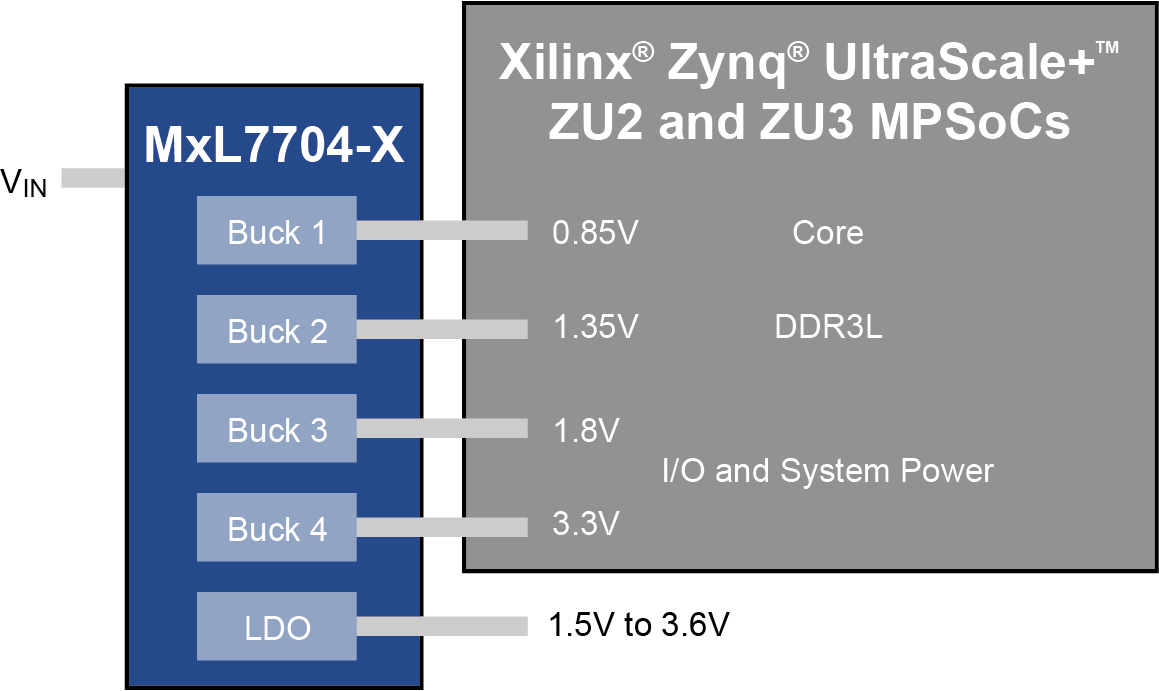 Xilinx® Zynq® UltraScale+™
ZU2 and ZU3 MPSoCs
MxL7704-X
VIN
Buck 1
0.85V
Core
Buck 2
1.35V
DDR3L
Buck 3
1.8V
I/O and System Power
Buck 4
3.3V
LDO
1.5V to 3.6V